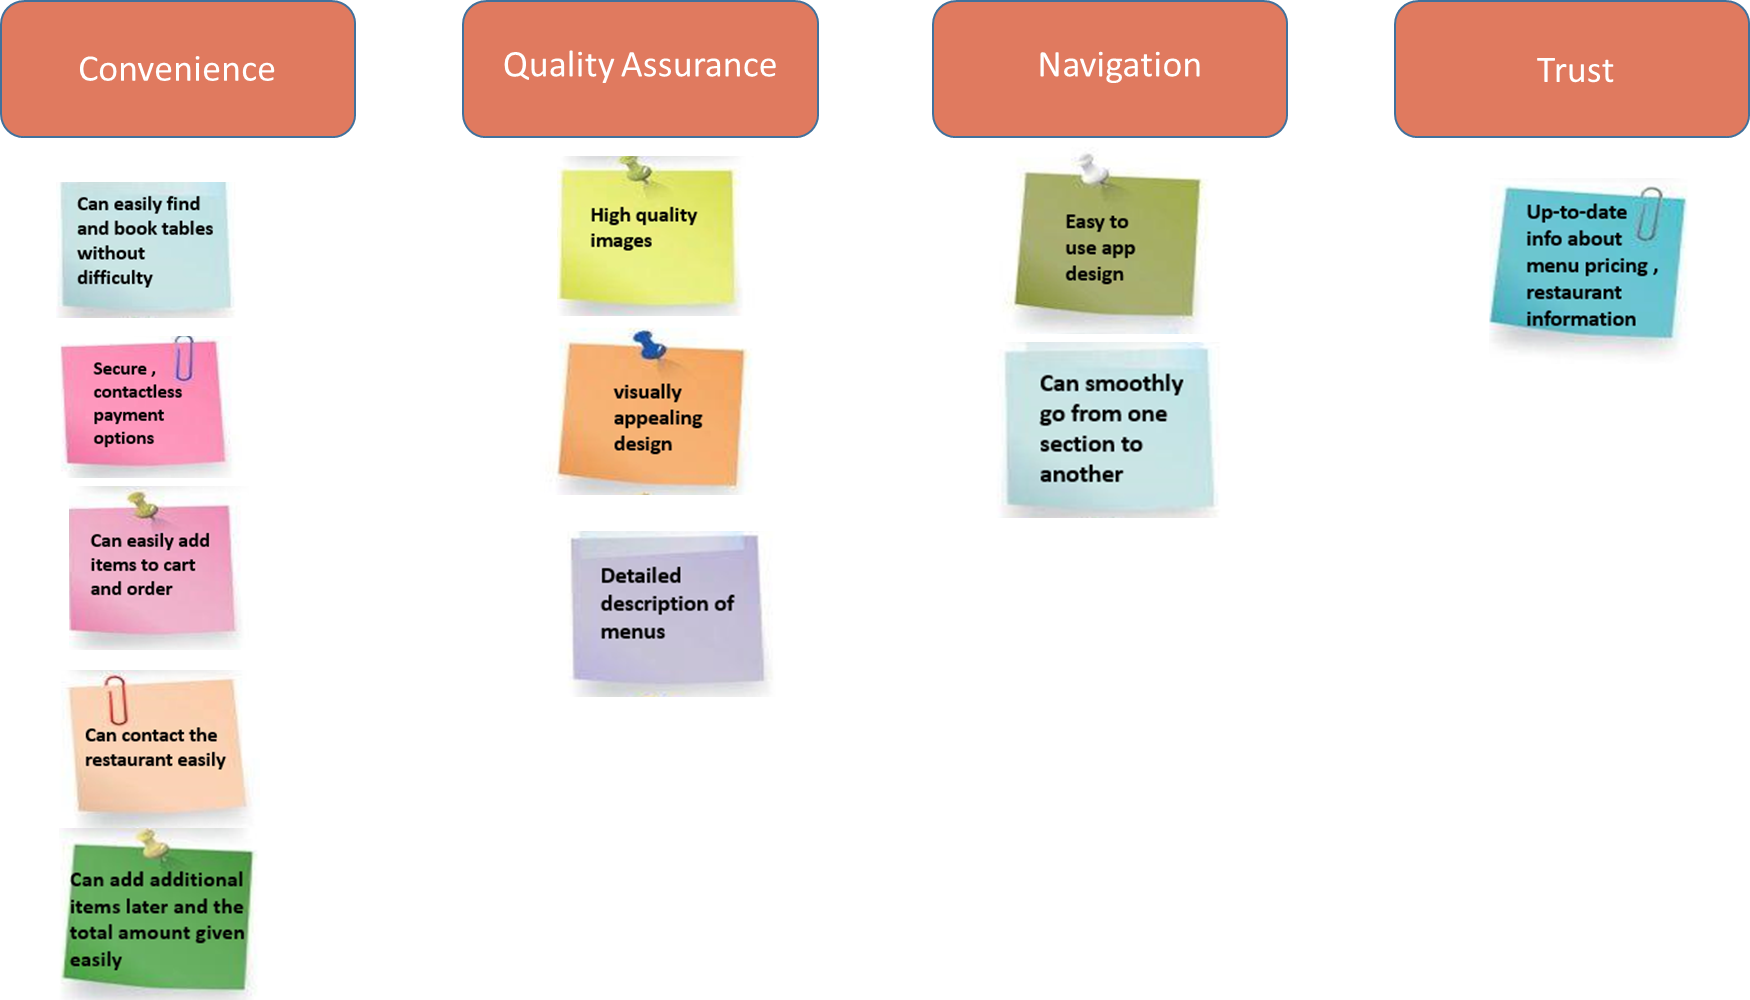 Convenience
Can easily find
and book tables
without
difficulty
Secure ,
contactless
payment
options
Can easily add
items to cart
and order
Can contact the
restaurant easily
Can add additional
items later and the
total amount given
easily
Quality Assurance
High quality
images
visually
appealing
design
Detailed
description of
menus
Navigation
Easy to
use app
design
Can smoothly
go from one
section to
another
Trust
Up-to-date
info about
menu pricing ,
restaurant
information